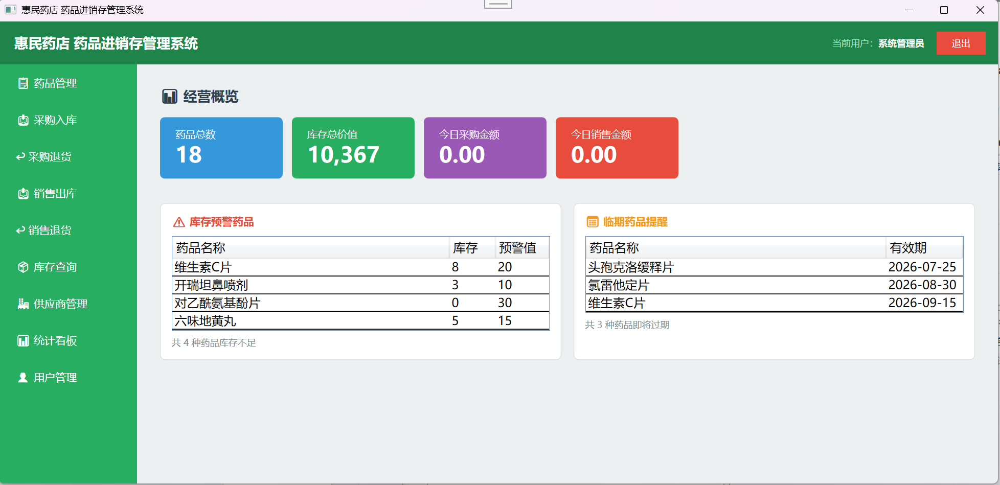 惠民药店 药品进销存管理系统
惠民药店 药品进销存管理系统
当前用户：系统管理员
退出
药品管理
采购入库
采购退货
销售出库
销售退货
库存查询
供应商管理
统计看板
用户管理
经营概览
药品总数
18
库存总价值
10,367
今日采购金额
0.00
今日销售金额
0.00
库存预警药品
药品名称 库存 预警值
维生素C片 8 20
开瑞坦鼻喷剂 3 10
对乙酰氨基酚片 0 30
六味地黄丸 5 15
共 4 种药品库存不足
临期药品提醒
药品名称 有效期
头孢克洛缓释片 2026-07-25
氯雷他定片 2026-08-30
维生素C片 2026-09-15
共 3 种药品即将过期